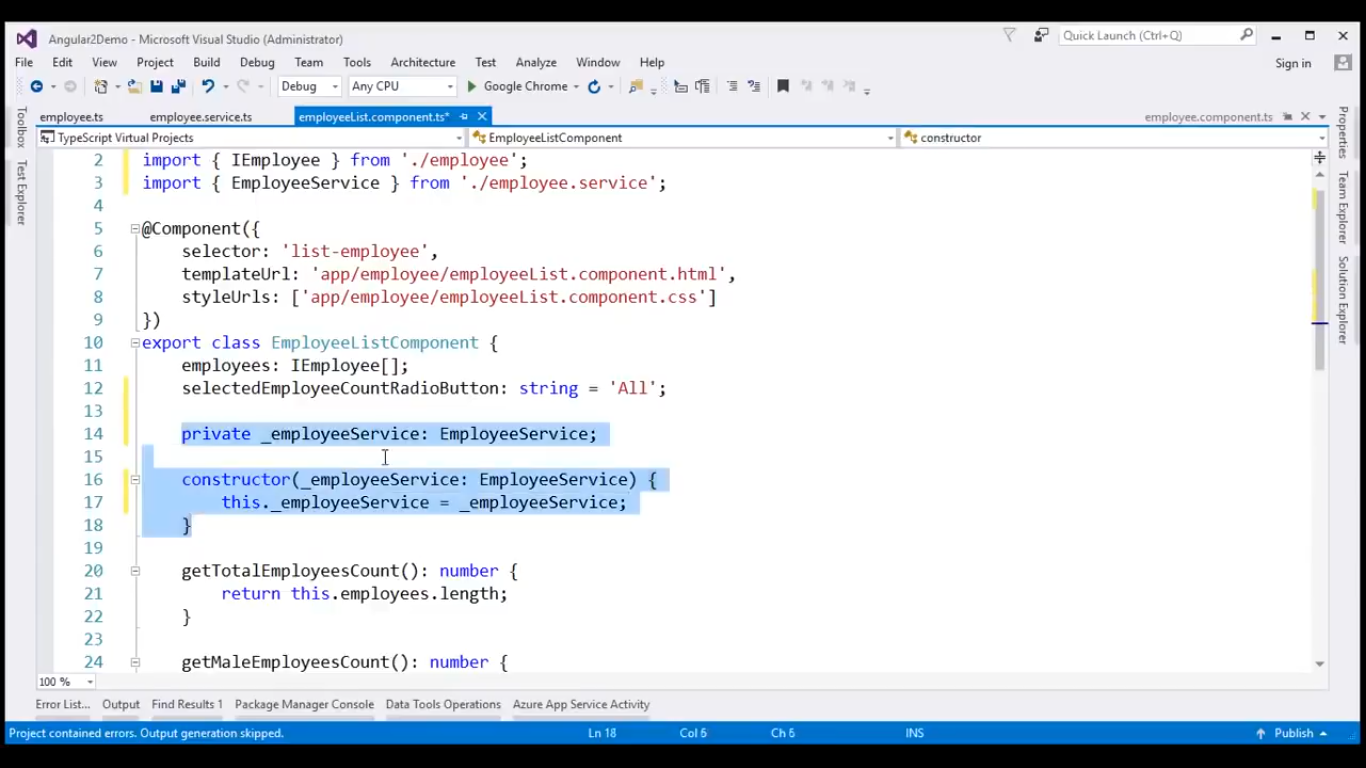 Angular2Demo - Microsoft Visual Studio (Administrator)
Quick Launch (Ctrl+Q)
File Edit View Project Build Debug Team Tools Architecture Test Analyze Window Help
Sign in
Debug Any CPU Google Chrome
employee.ts employee.service.ts employeeList.component.ts* employee.component.ts
TypeScript Virtual Projects EmployeeListComponent constructor
Toolbox
Test Explorer
2 import { IEmployee } from './employee';
3 import { EmployeeService } from './employee.service';
4
5 @Component({
6 selector: 'list-employee',
7 templateUrl: 'app/employee/employeeList.component.html',
8 styleUrls: ['app/employee/employeeList.component.css']
9 })
10 export class EmployeeListComponent {
11 employees: IEmployee[];
12 selectedEmployeeCountRadioButton: string = 'All';
13
14 private _employeeService: EmployeeService;
15
16 constructor(_employeeService: EmployeeService) {
17 this._employeeService = _employeeService;
18 }
19
20 getTotalEmployeesCount(): number {
21 return this.employees.length;
22 }
23
24 getMaleEmployeesCount(): number {
Properties
Team Explorer
Solution Explorer
100 %
Error List... Output Find Results 1 Package Manager Console Data Tools Operations Azure App Service Activity
Project contained errors. Output generation skipped. Ln 18 Col 6 Ch 6 INS Publish